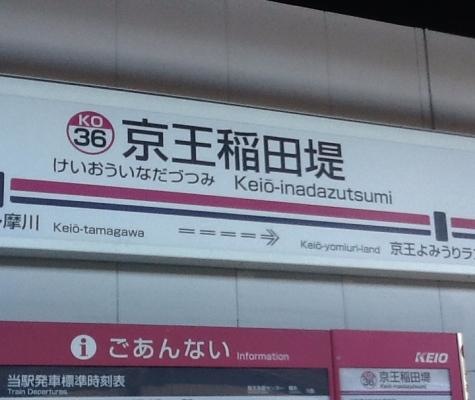 KO
36
京王稲田堤
けいおういなだづつみ Keiō-inadazutsumi
摩川 Keiō-tamagawa
Keiō-yomiuri-land 京王よみうりラ
i ごあんない Information
KEIO
当駅発車標準時刻表
Train Departures
36 京王稲田堤